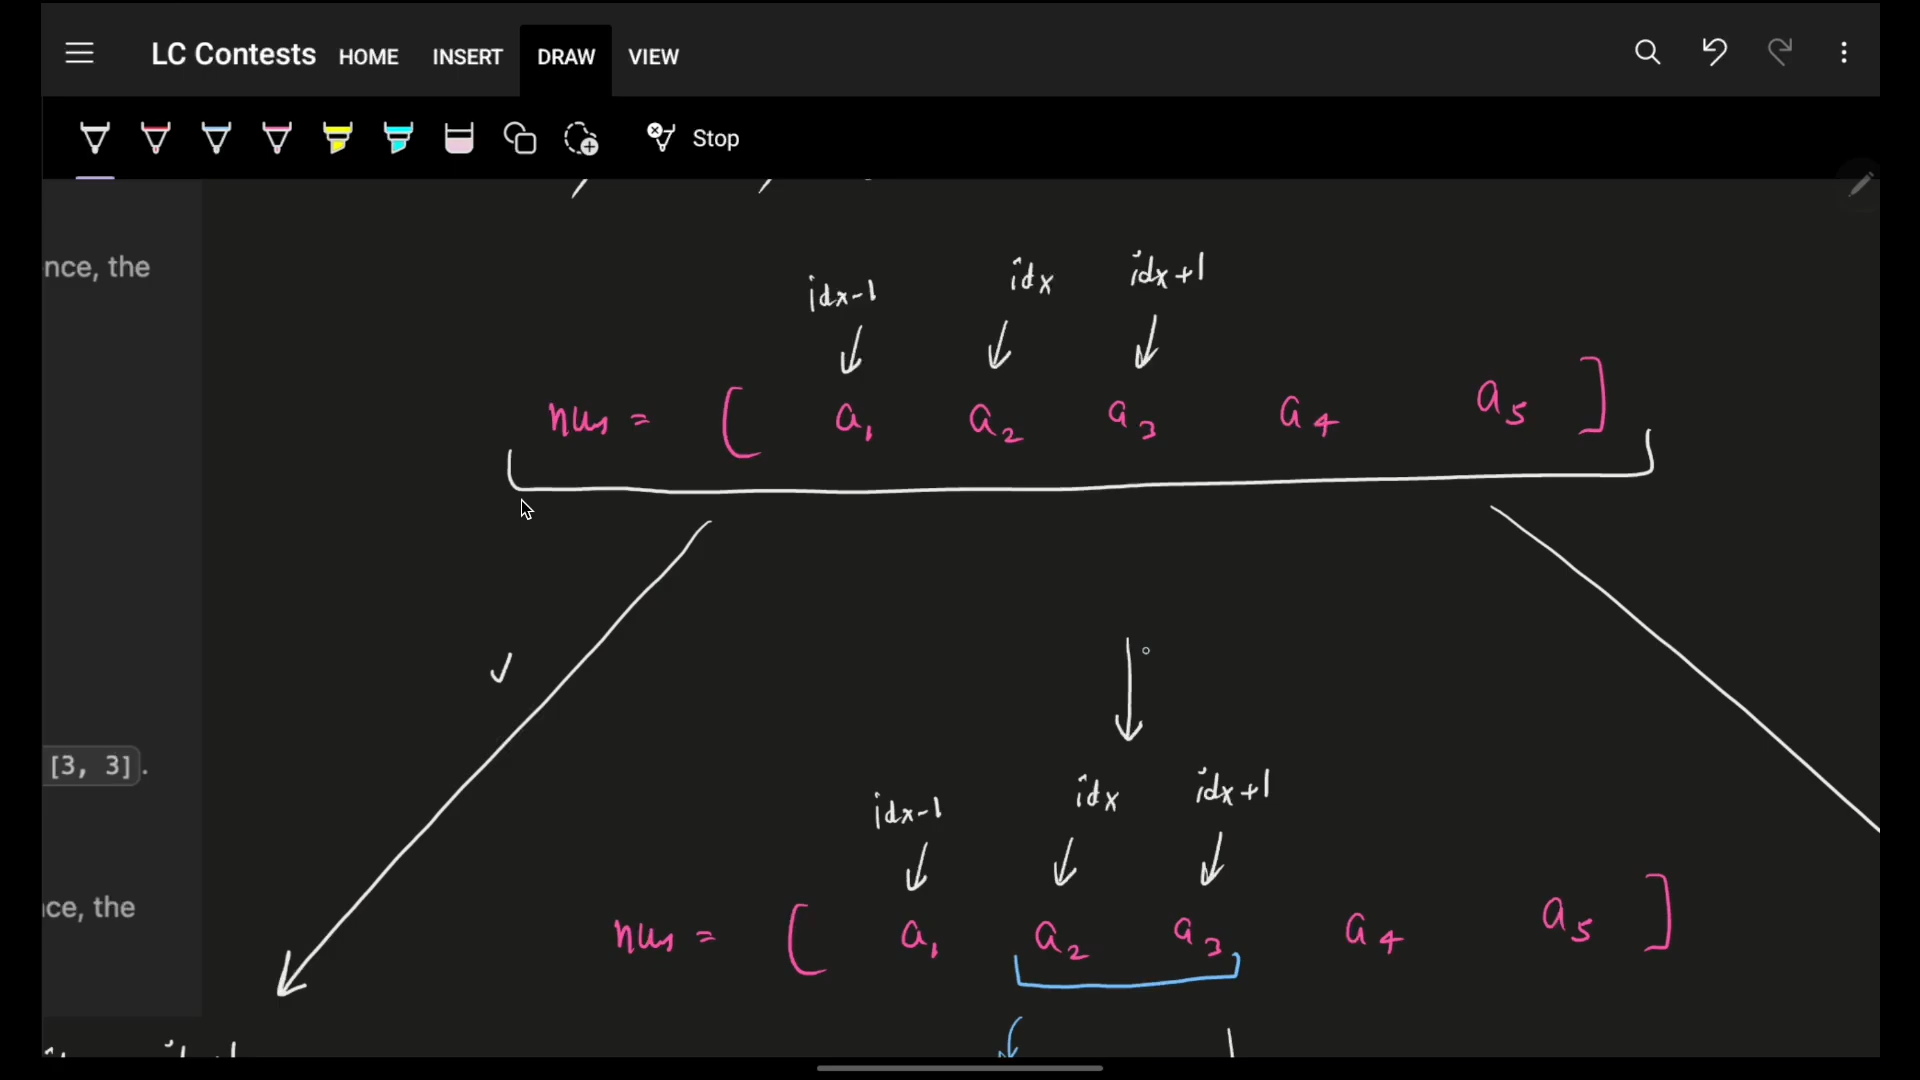 LC Contests HOME INSERT DRAW VIEW
Stop
nce, the
idx-1 idx idx+1
nums = [ a1 a2 a3 a4 a5 ]
[3, 3].
idx-1 idx idx+1
ce, the
nums = [ a1 a2 a3 a4 a5 ]